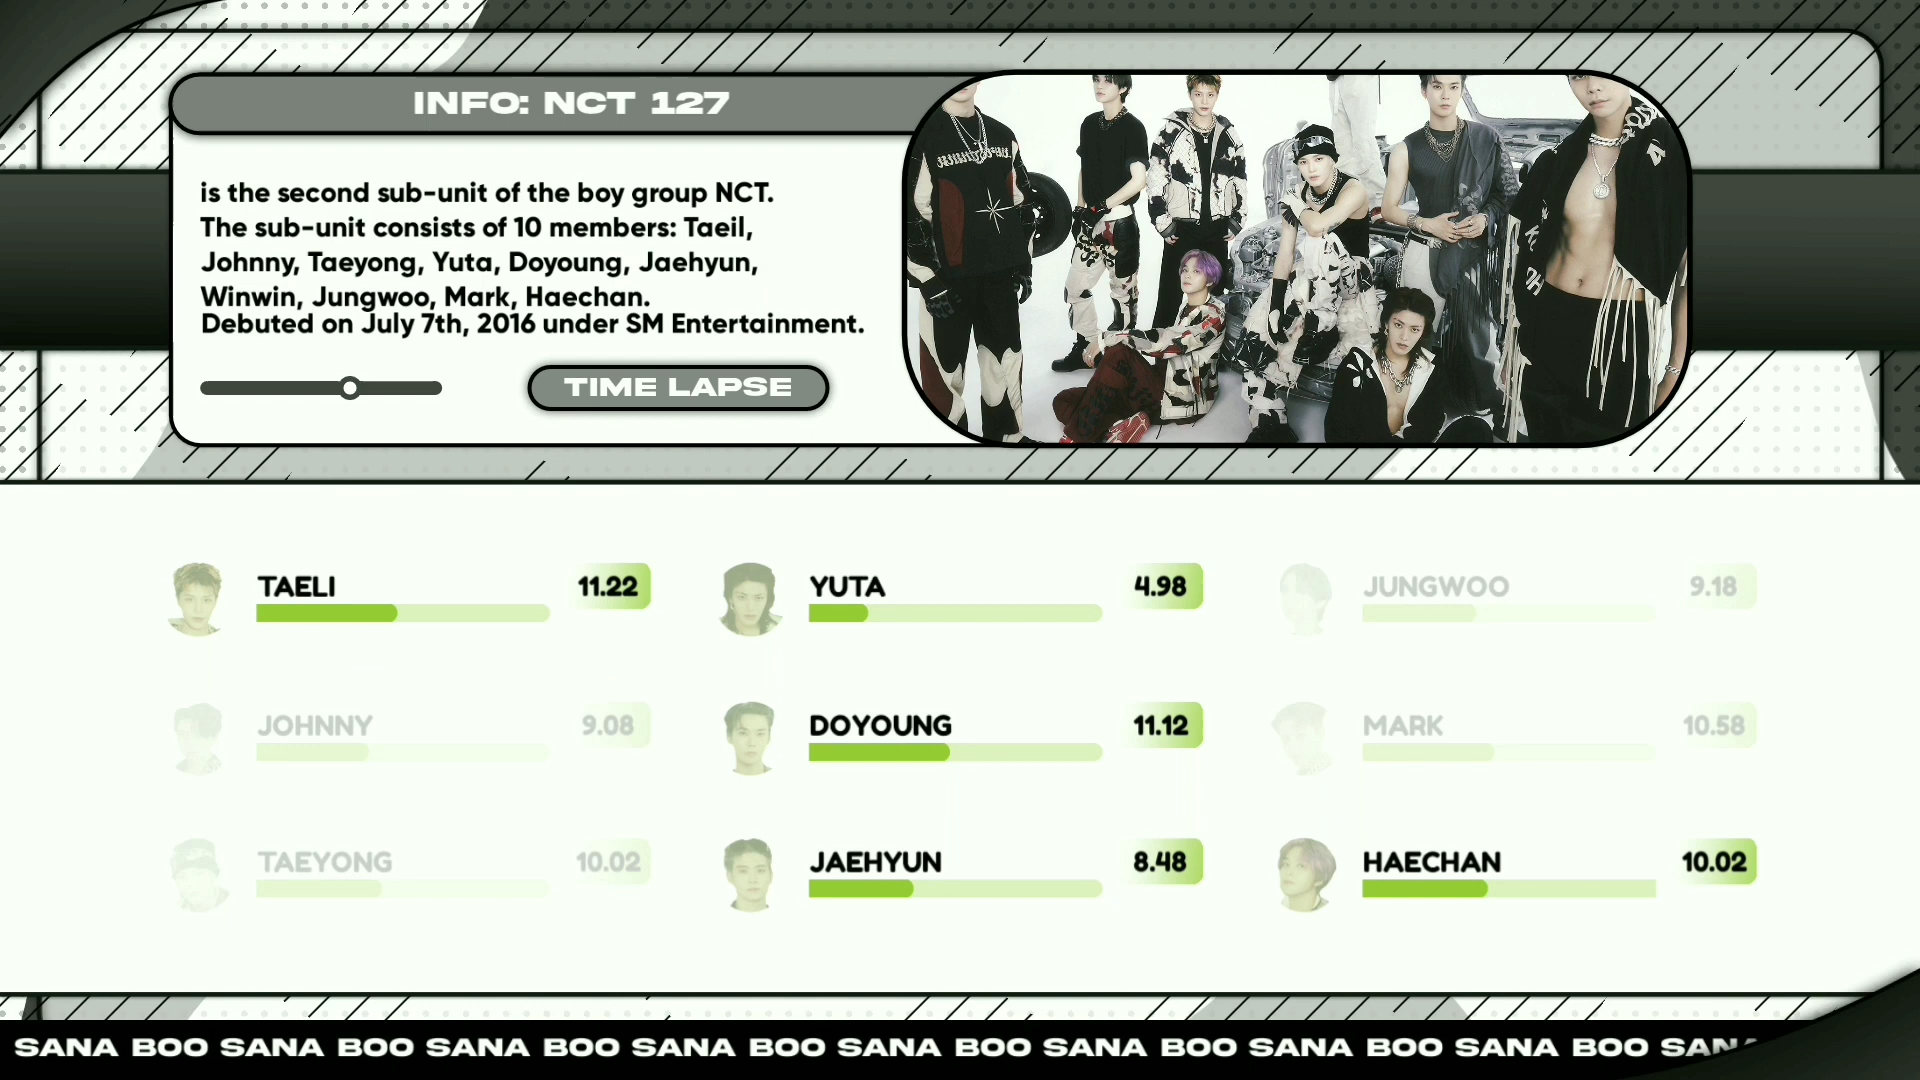 INFO: NCT 127
is the second sub-unit of the boy group NCT.
The sub-unit consists of 10 members: Taeil,
Johnny, Taeyong, Yuta, Doyoung, Jaehyun,
Winwin, Jungwoo, Mark, Haechan.
Debuted on July 7th, 2016 under SM Entertainment.
TIME LAPSE
TAELI 11.22
YUTA 4.98
JUNGWOO 9.18
JOHNNY 9.08
DOYOUNG 11.12
MARK 10.58
TAEYONG 10.02
JAEHYUN 8.48
HAECHAN 10.02
SANA BOO SANA BOO SANA BOO SANA BOO SANA BOO SANA BOO SANA BOO SANA BOO SANA